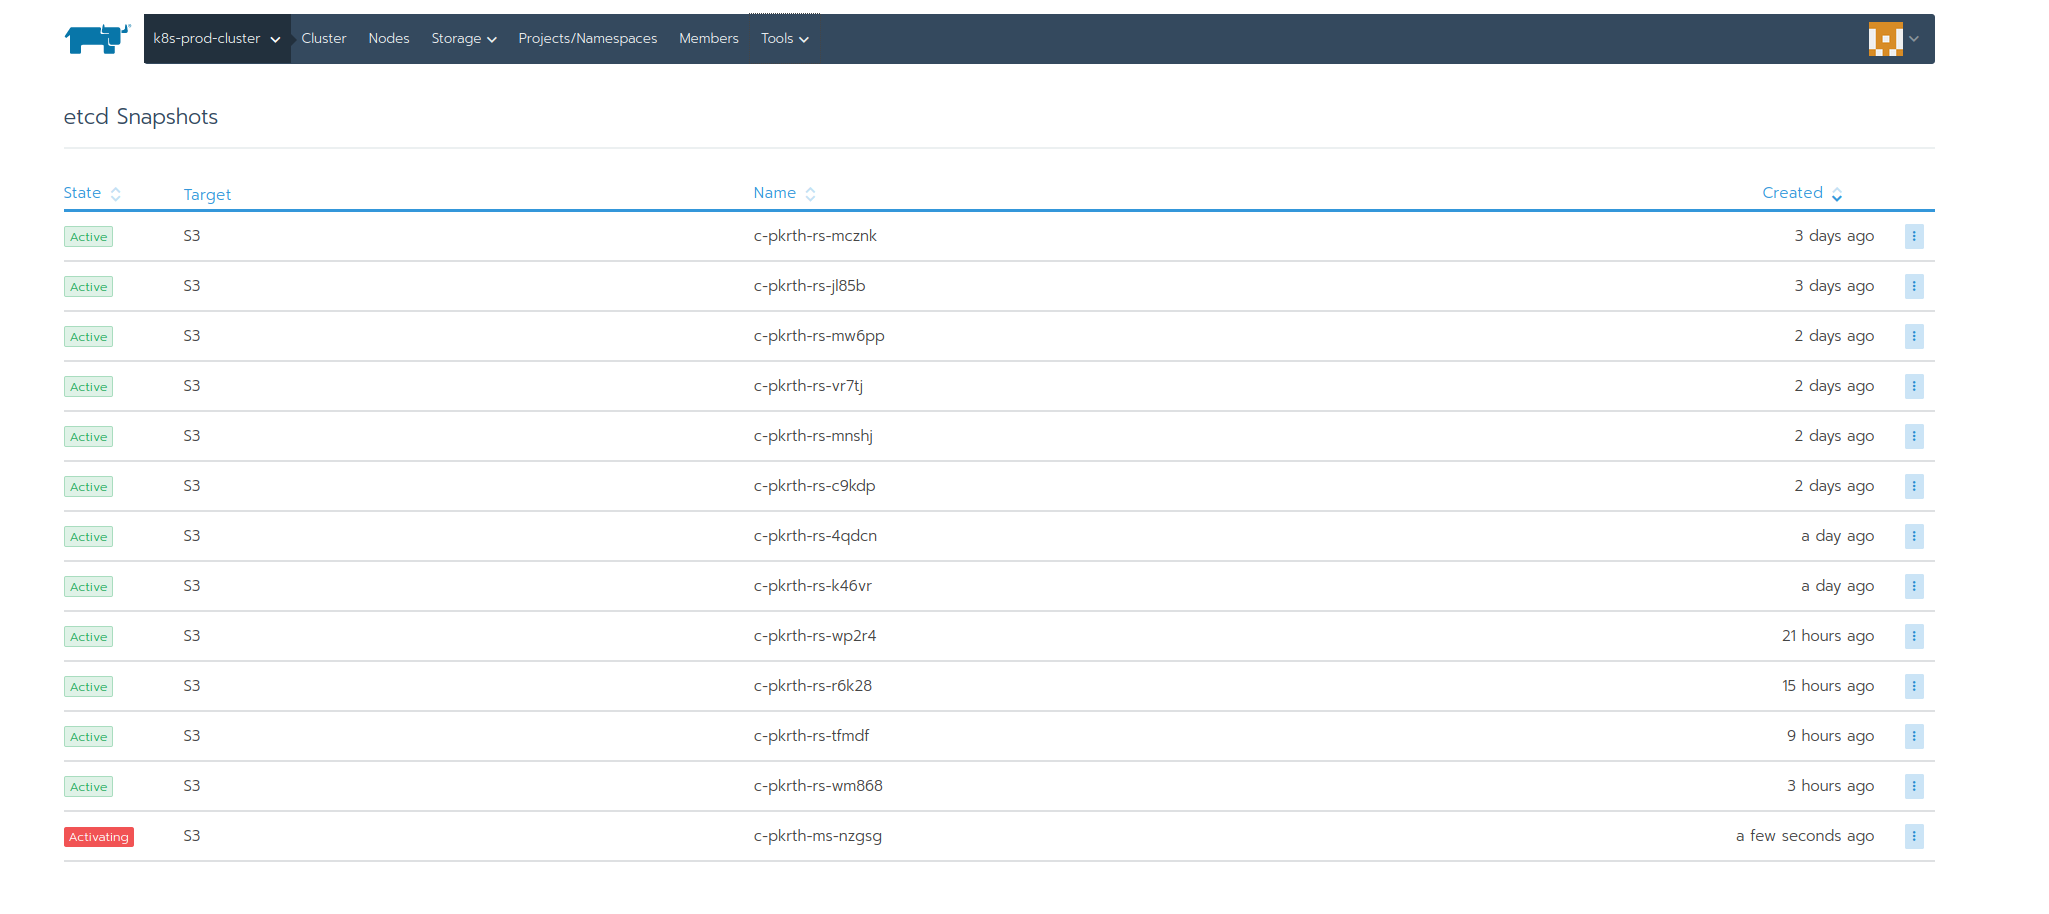 k8s-prod-cluster Cluster Nodes Storage Projects/Namespaces Members Tools
etcd Snapshots
State Target Name Created
Active S3 c-pkrth-rs-mcznk 3 days ago
Active S3 c-pkrth-rs-jl85b 3 days ago
Active S3 c-pkrth-rs-mw6pp 2 days ago
Active S3 c-pkrth-rs-vr7tj 2 days ago
Active S3 c-pkrth-rs-mnshj 2 days ago
Active S3 c-pkrth-rs-c9kdp 2 days ago
Active S3 c-pkrth-rs-4qdcn a day ago
Active S3 c-pkrth-rs-k46vr a day ago
Active S3 c-pkrth-rs-wp2r4 21 hours ago
Active S3 c-pkrth-rs-r6k28 15 hours ago
Active S3 c-pkrth-rs-tfmdf 9 hours ago
Active S3 c-pkrth-rs-wm868 3 hours ago
Activating S3 c-pkrth-ms-nzgsg a few seconds ago